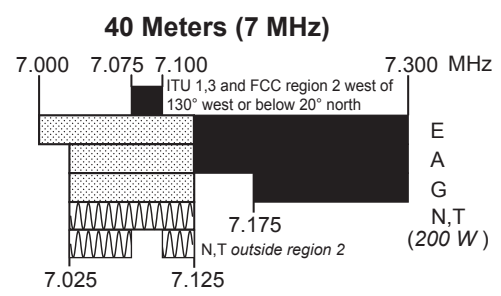 40 Meters (7 MHz)
7.000 7.075 7.100 7.300 MHz
ITU 1,3 and FCC region 2 west of
130° west or below 20° north
E
A
G
N,T
7.175
(200 W)
N,T outside region 2
7.025 7.125